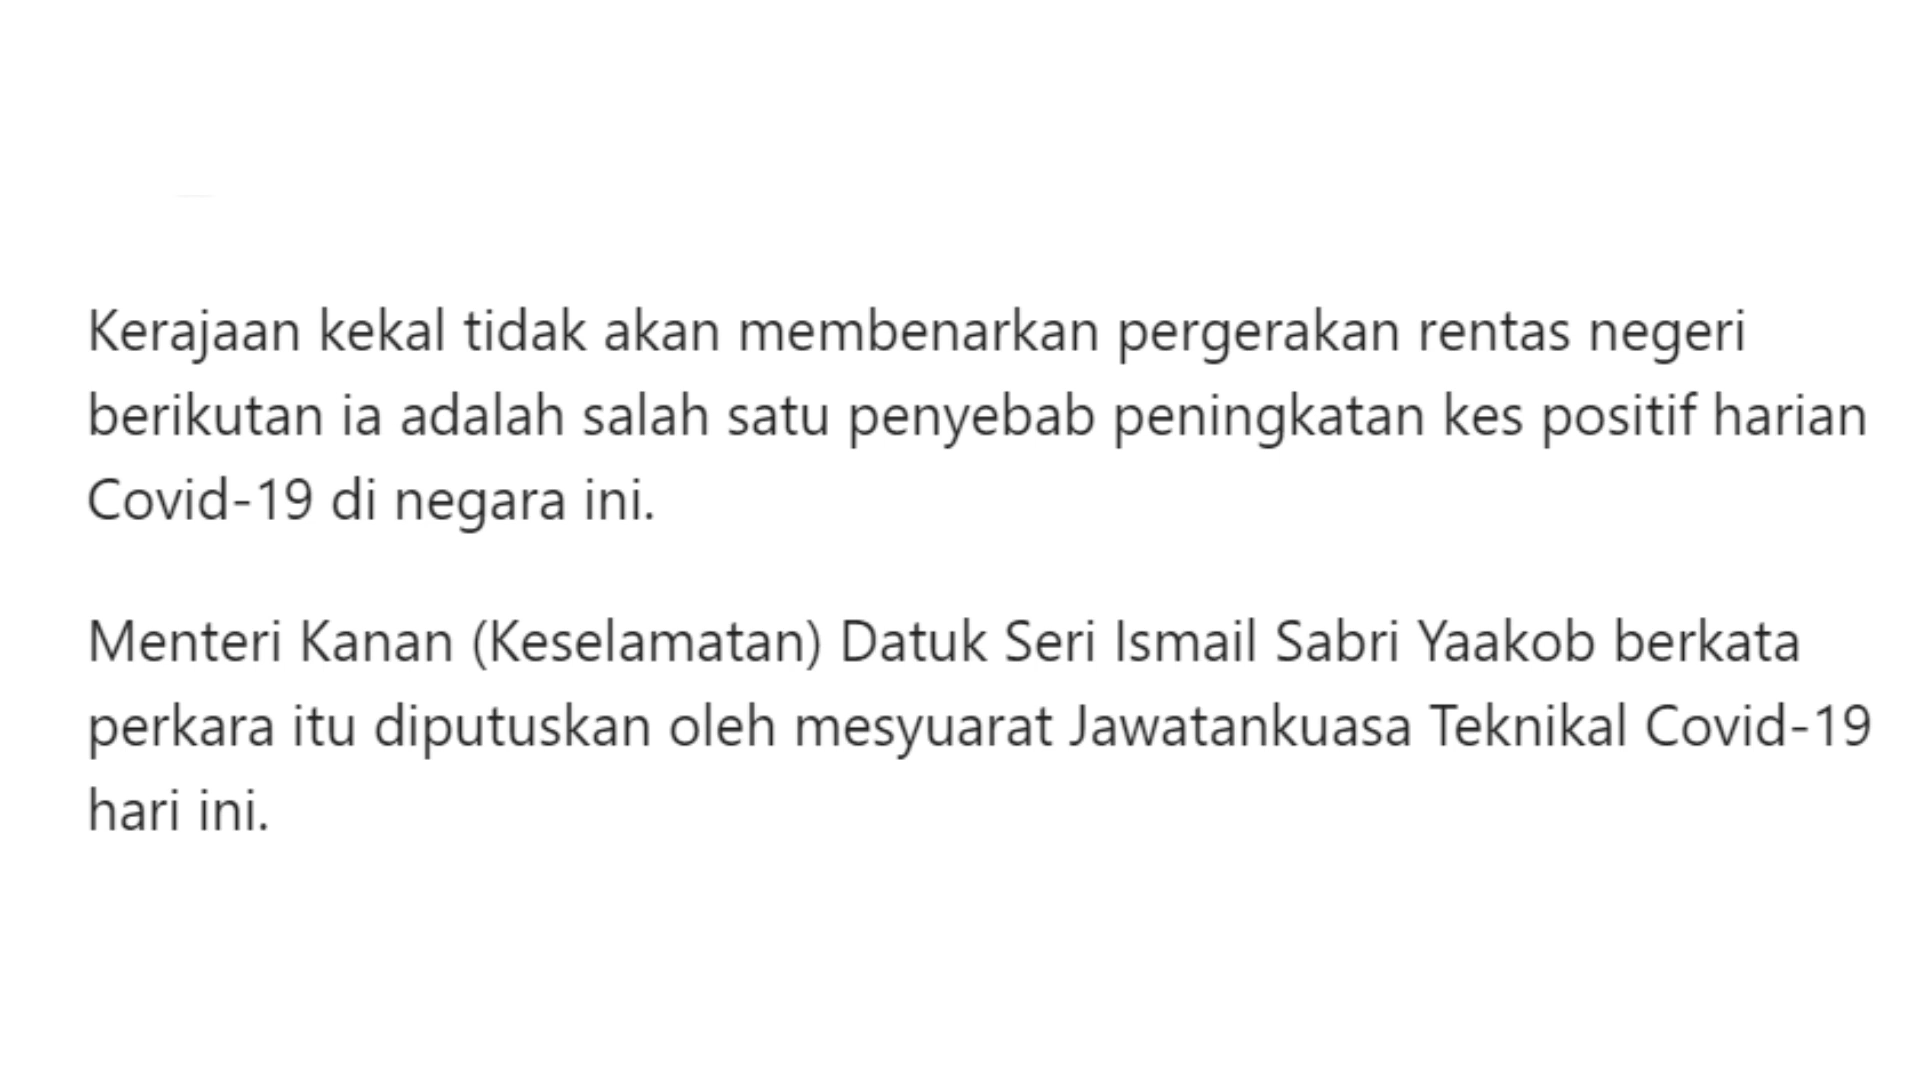 Kerajaan kekal tidak akan membenarkan pergerakan rentas negeri
berikutan ia adalah salah satu penyebab peningkatan kes positif harian
Covid-19 di negara ini.
Menteri Kanan (Keselamatan) Datuk Seri Ismail Sabri Yaakob berkata
perkara itu diputuskan oleh mesyuarat Jawatankuasa Teknikal Covid-19
hari ini.